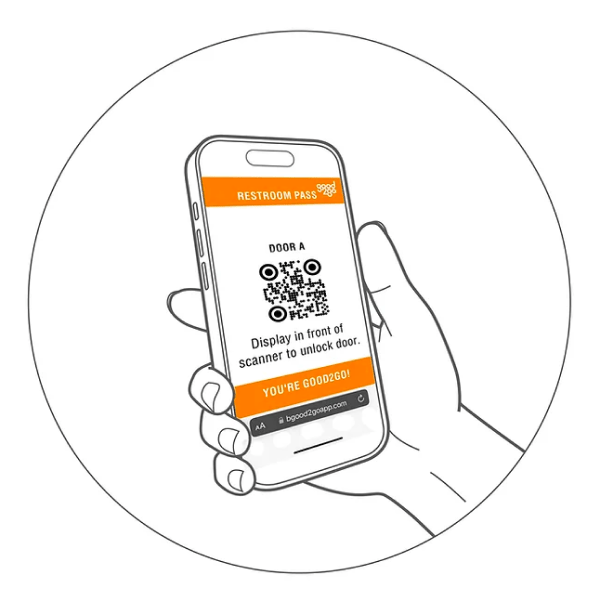 RESTROOM PASS good2go
DOOR A
Display in front of
scanner to unlock door.
YOU'RE GOOD2GO!
AA bgood2goapp.com